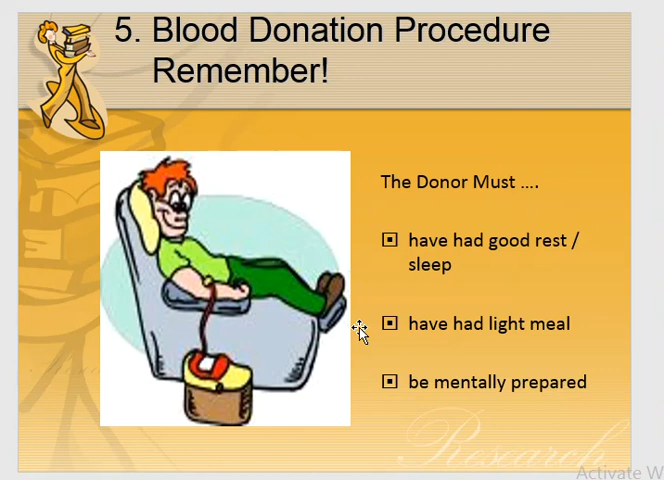 5. Blood Donation Procedure
Remember!
The Donor Must ....
have had good rest /
sleep
have had light meal
be mentally prepared
Research
Activate W